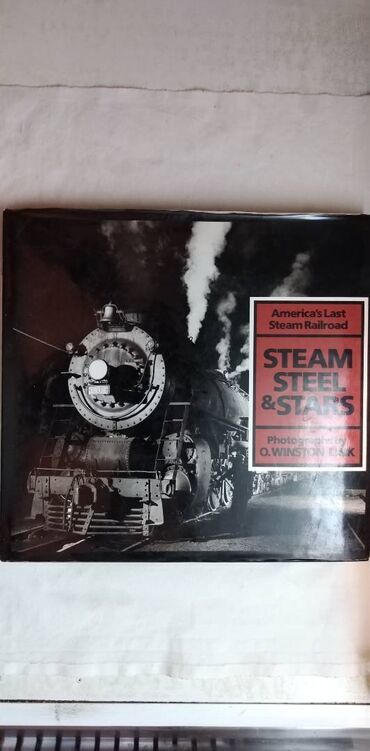 America's Last
Steam Railroad
STEAM
STEEL
& STARS
Photographs by
O. WINSTON LINK